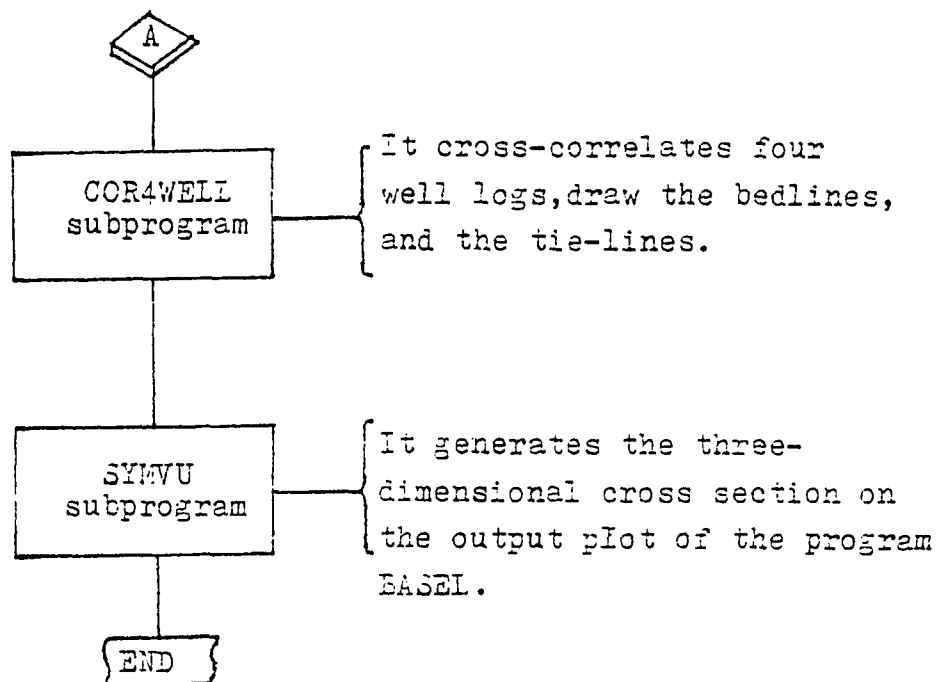 A
COR4WELL
subprogram
It cross-correlates four
well logs,draw the bedlines,
and the tie-lines.
SYMVU
subprogram
It generates the three-
dimensional cross section on
the output plot of the program
BASEL.
END